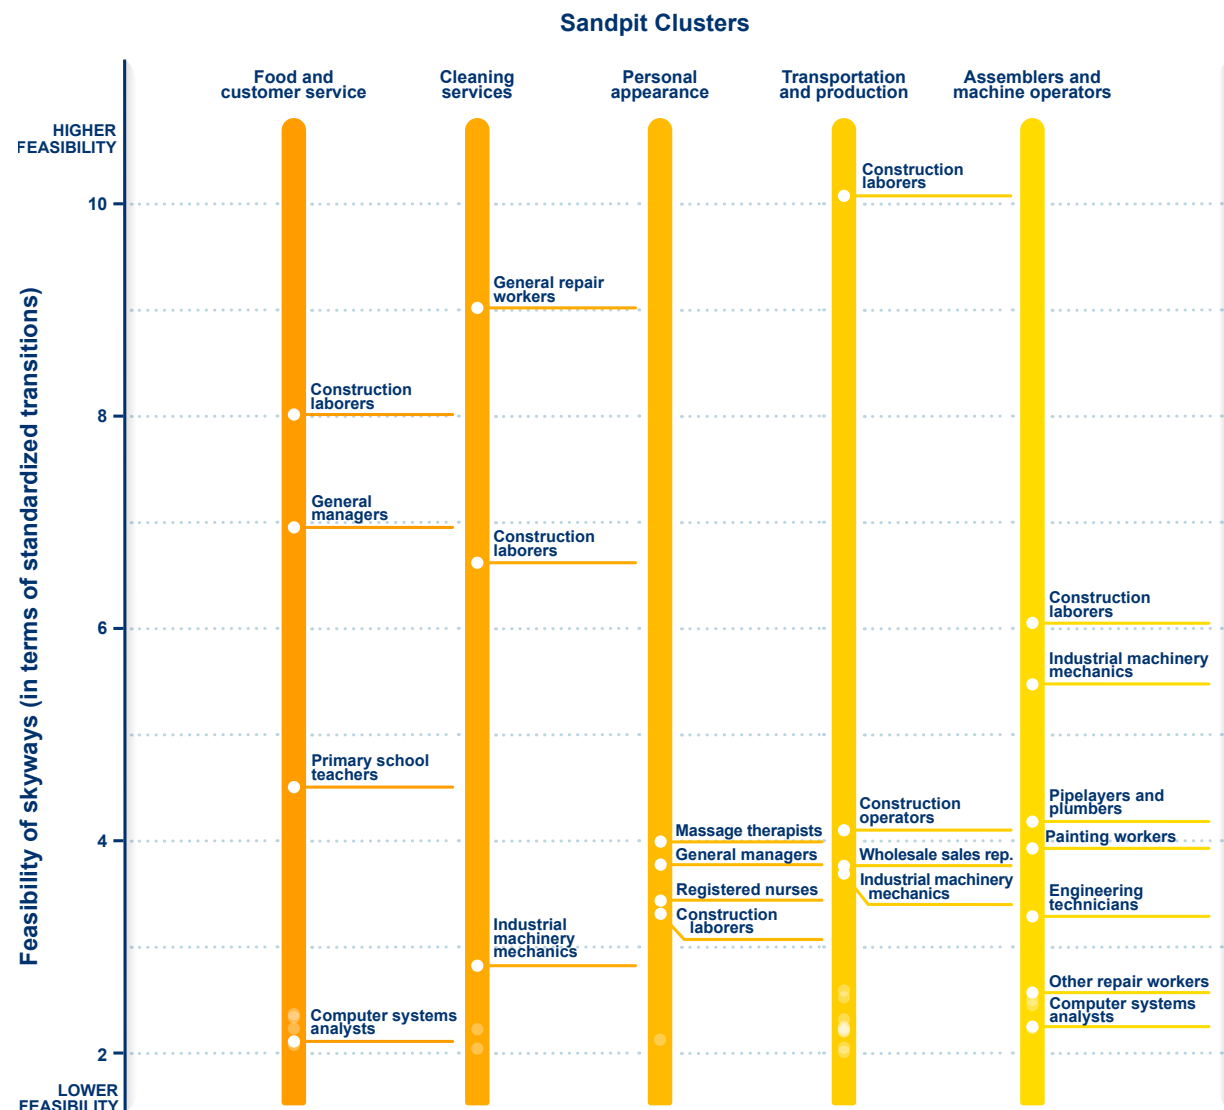 Sandpit Clusters
Food and
customer service
Cleaning
services
Personal
appearance
Transportation
and production
Assemblers and
machine operators
HIGHER
FEASIBILITY
Feasibility of skyways (in terms of standardized transitions)
10
8
6
4
2
LOWER
FEASIBILITY
Construction
laborers
General
managers
Primary school
teachers
Computer systems
analysts
General repair
workers
Construction
laborers
Industrial
machinery
mechanics
Massage therapists
General managers
Registered nurses
Construction
laborers
Construction
laborers
Construction
operators
Wholesale sales rep.
Industrial machinery
mechanics
Construction
laborers
Industrial machinery
mechanics
Pipelayers and
plumbers
Painting workers
Engineering
technicians
Other repair workers
Computer systems
analysts